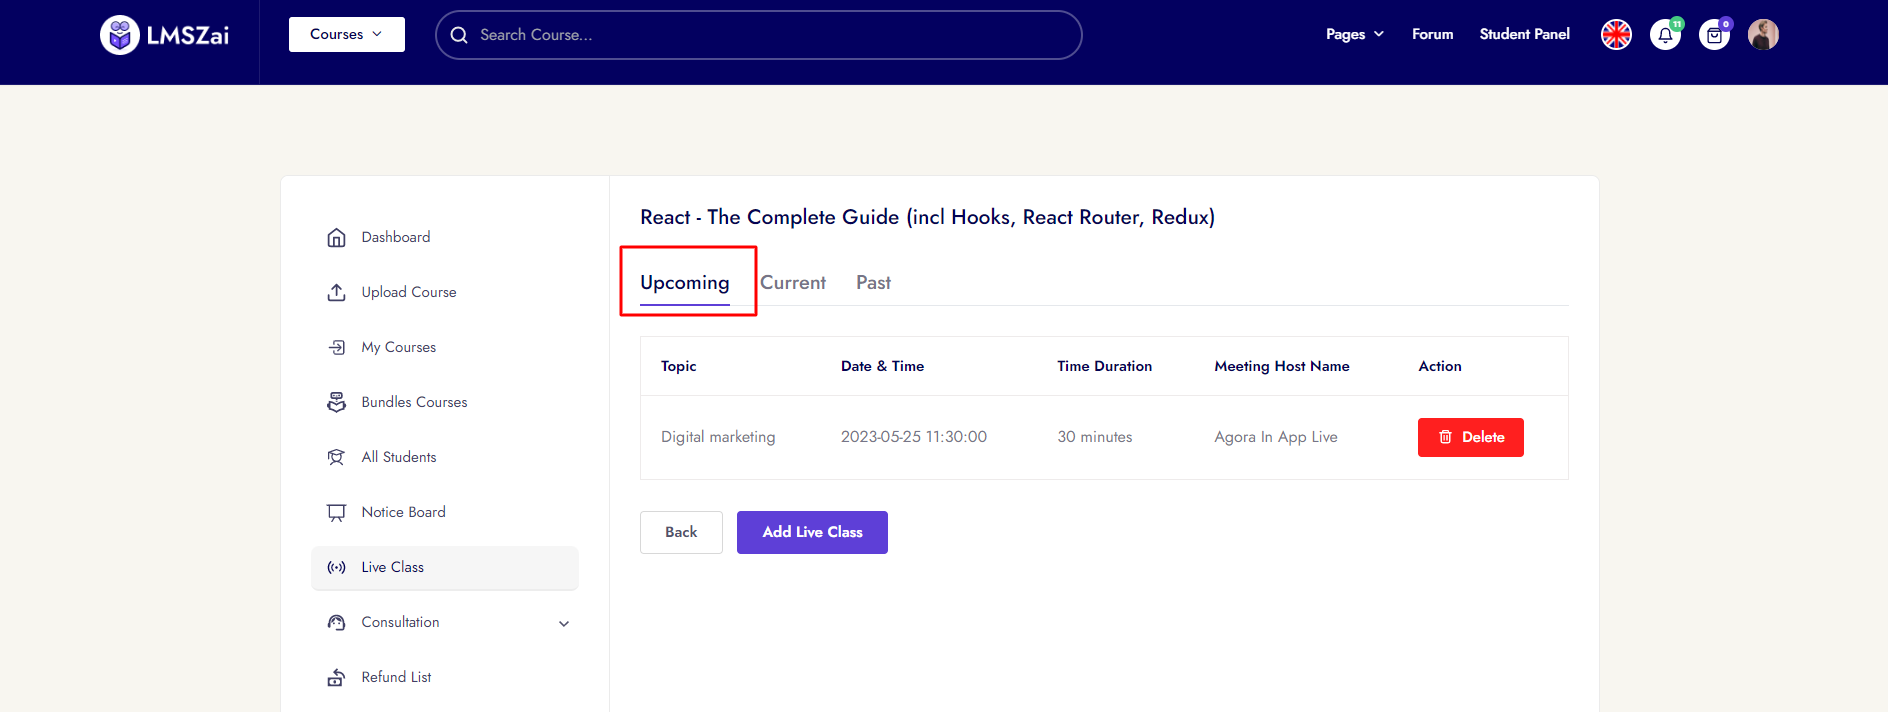 LMSZai
Courses
Search Course...
Pages
Forum
Student Panel
11
0
Dashboard
Upload Course
My Courses
Bundles Courses
All Students
Notice Board
Live Class
Consultation
Refund List
React - The Complete Guide (incl Hooks, React Router, Redux)
Upcoming Current Past
Topic Date & Time Time Duration Meeting Host Name Action
Digital marketing 2023-05-25 11:30:00 30 minutes Agora In App Live Delete
Back Add Live Class